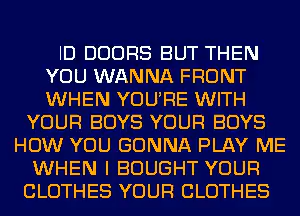 ID DOORS BUT THEN
YOU WANNA FRONT
WHEN YOU'RE WITH
YOUR BOYS YOUR BOYS
HOW YOU GONNA PLAY ME
WHEN I BOUGHT YOUR
CLOTHES YOUR CLOTHES